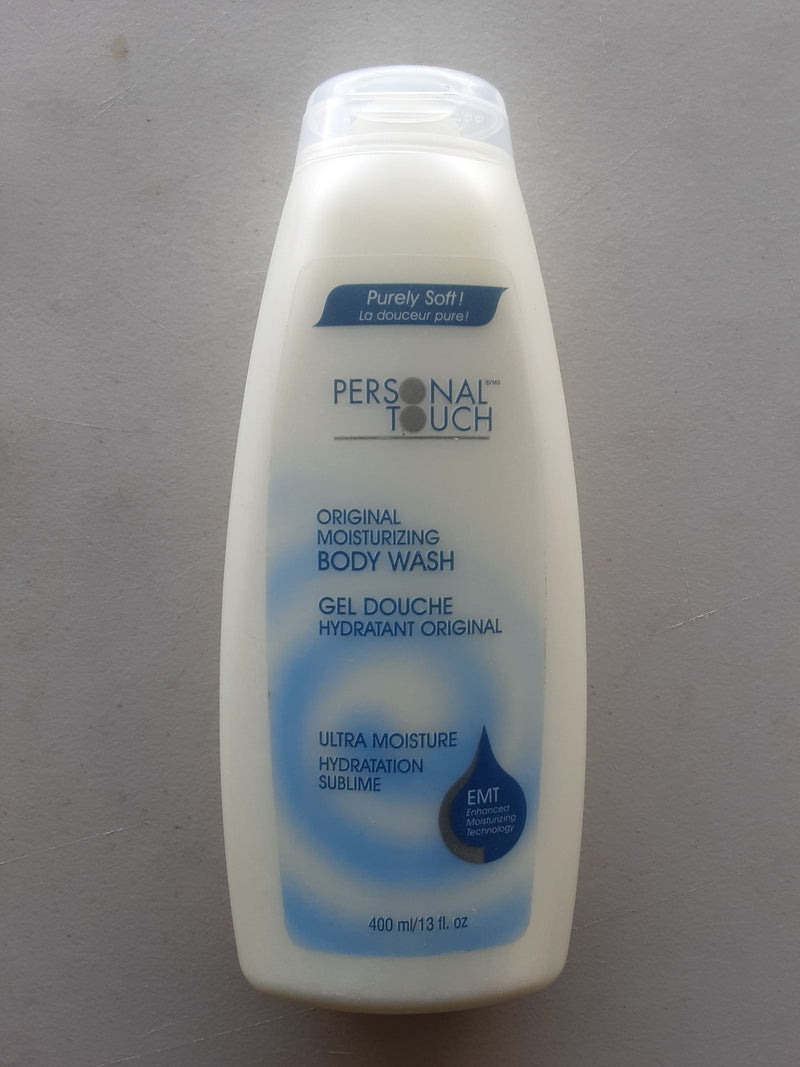 Purely Soft!
La douceur pure!
PERSONAL ®/MD™
TOUCH
ORIGINAL
MOISTURIZING
BODY WASH
GEL DOUCHE
HYDRATANT ORIGINAL
ULTRA MOISTURE
HYDRATATION
SUBLIME
EMT
Enhanced
Moisturizing
Technology
400 ml/13 fl. oz